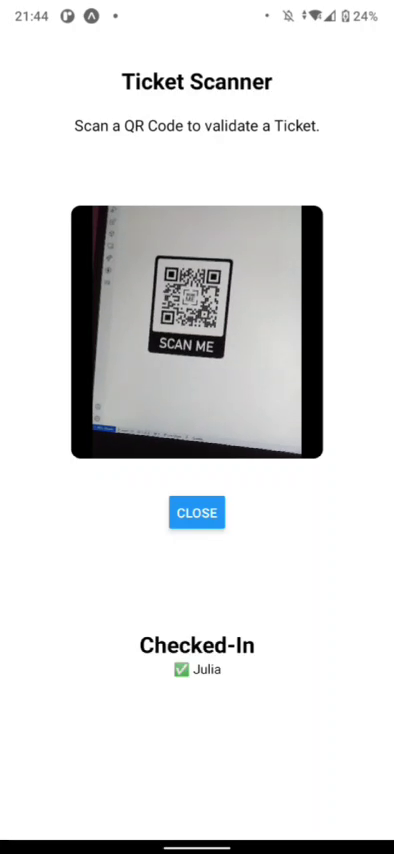 21:44
24%
Ticket Scanner
Scan a QR Code to validate a Ticket.
SCAN ME
CLOSE
Checked-In
✅ Julia